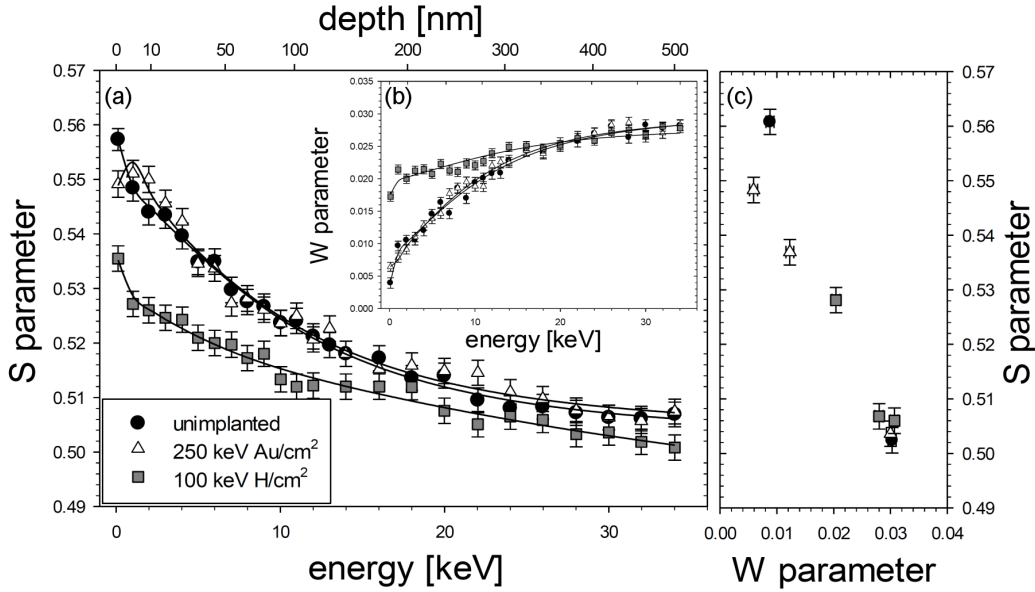 depth [nm]
0 10 50 100 200 300 400 500
0.57 0.56 0.55 0.54 0.53 0.52 0.51 0.50 0.49
S parameter
(a)
0 10 20 30
energy [keV]
unimplanted
250 keV Au/cm²
100 keV H/cm²
(b)
0.035 0.030 0.025 0.020 0.015 0.010 0.005 0.000
W parameter
0 10 20 30
energy [keV]
(c)
0.57 0.56 0.55 0.54 0.53 0.52 0.51 0.50 0.49
S parameter
0.00 0.01 0.02 0.03 0.04
W parameter